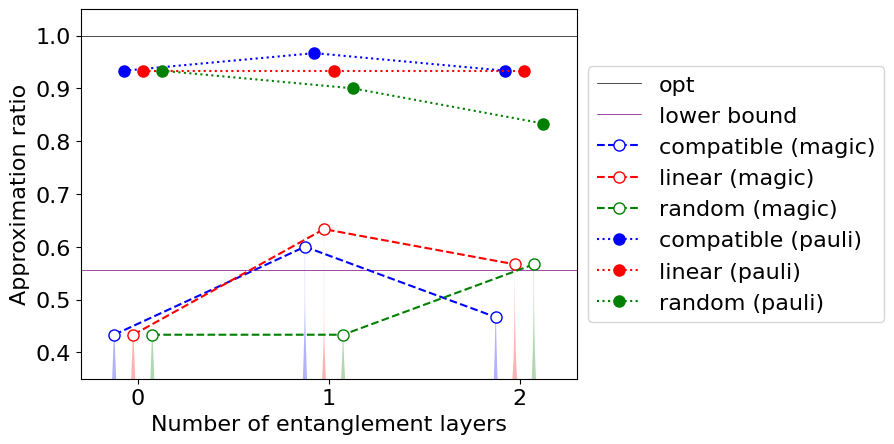 1.0
0.9
0.8
0.7
0.6
0.5
0.4
Approximation ratio
0 1 2
Number of entanglement layers
opt
lower bound
compatible (magic)
linear (magic)
random (magic)
compatible (pauli)
linear (pauli)
random (pauli)